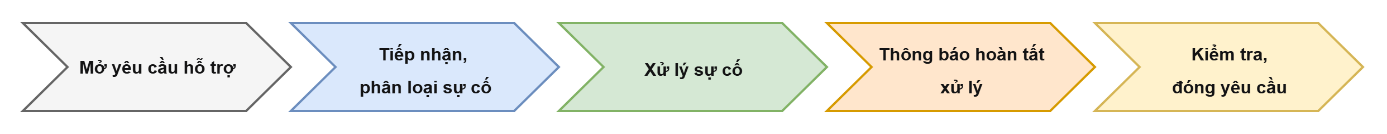 Mở yêu cầu hỗ trợ
Tiếp nhận,
phân loại sự cố
Xử lý sự cố
Thông báo hoàn tất
xử lý
Kiểm tra,
đóng yêu cầu